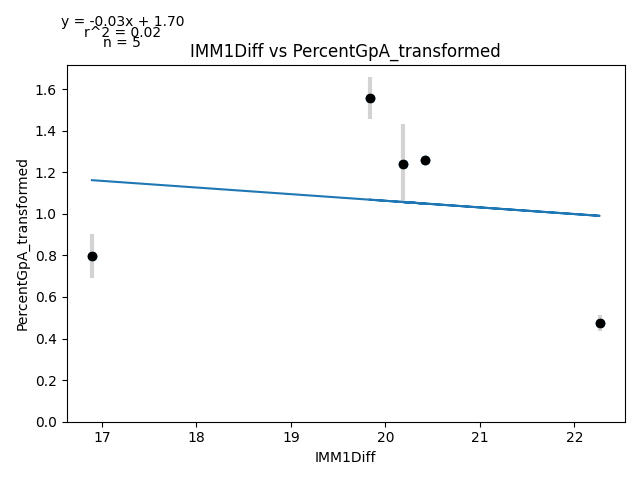 y = -0.03x + 1.70
r^2 = 0.02
n = 5
IMM1Diff vs PercentGpA_transformed
PercentGpA_transformed
1.6
1.4
1.2
1.0
0.8
0.6
0.4
0.2
0.0
17 18 19 20 21 22
IMM1Diff